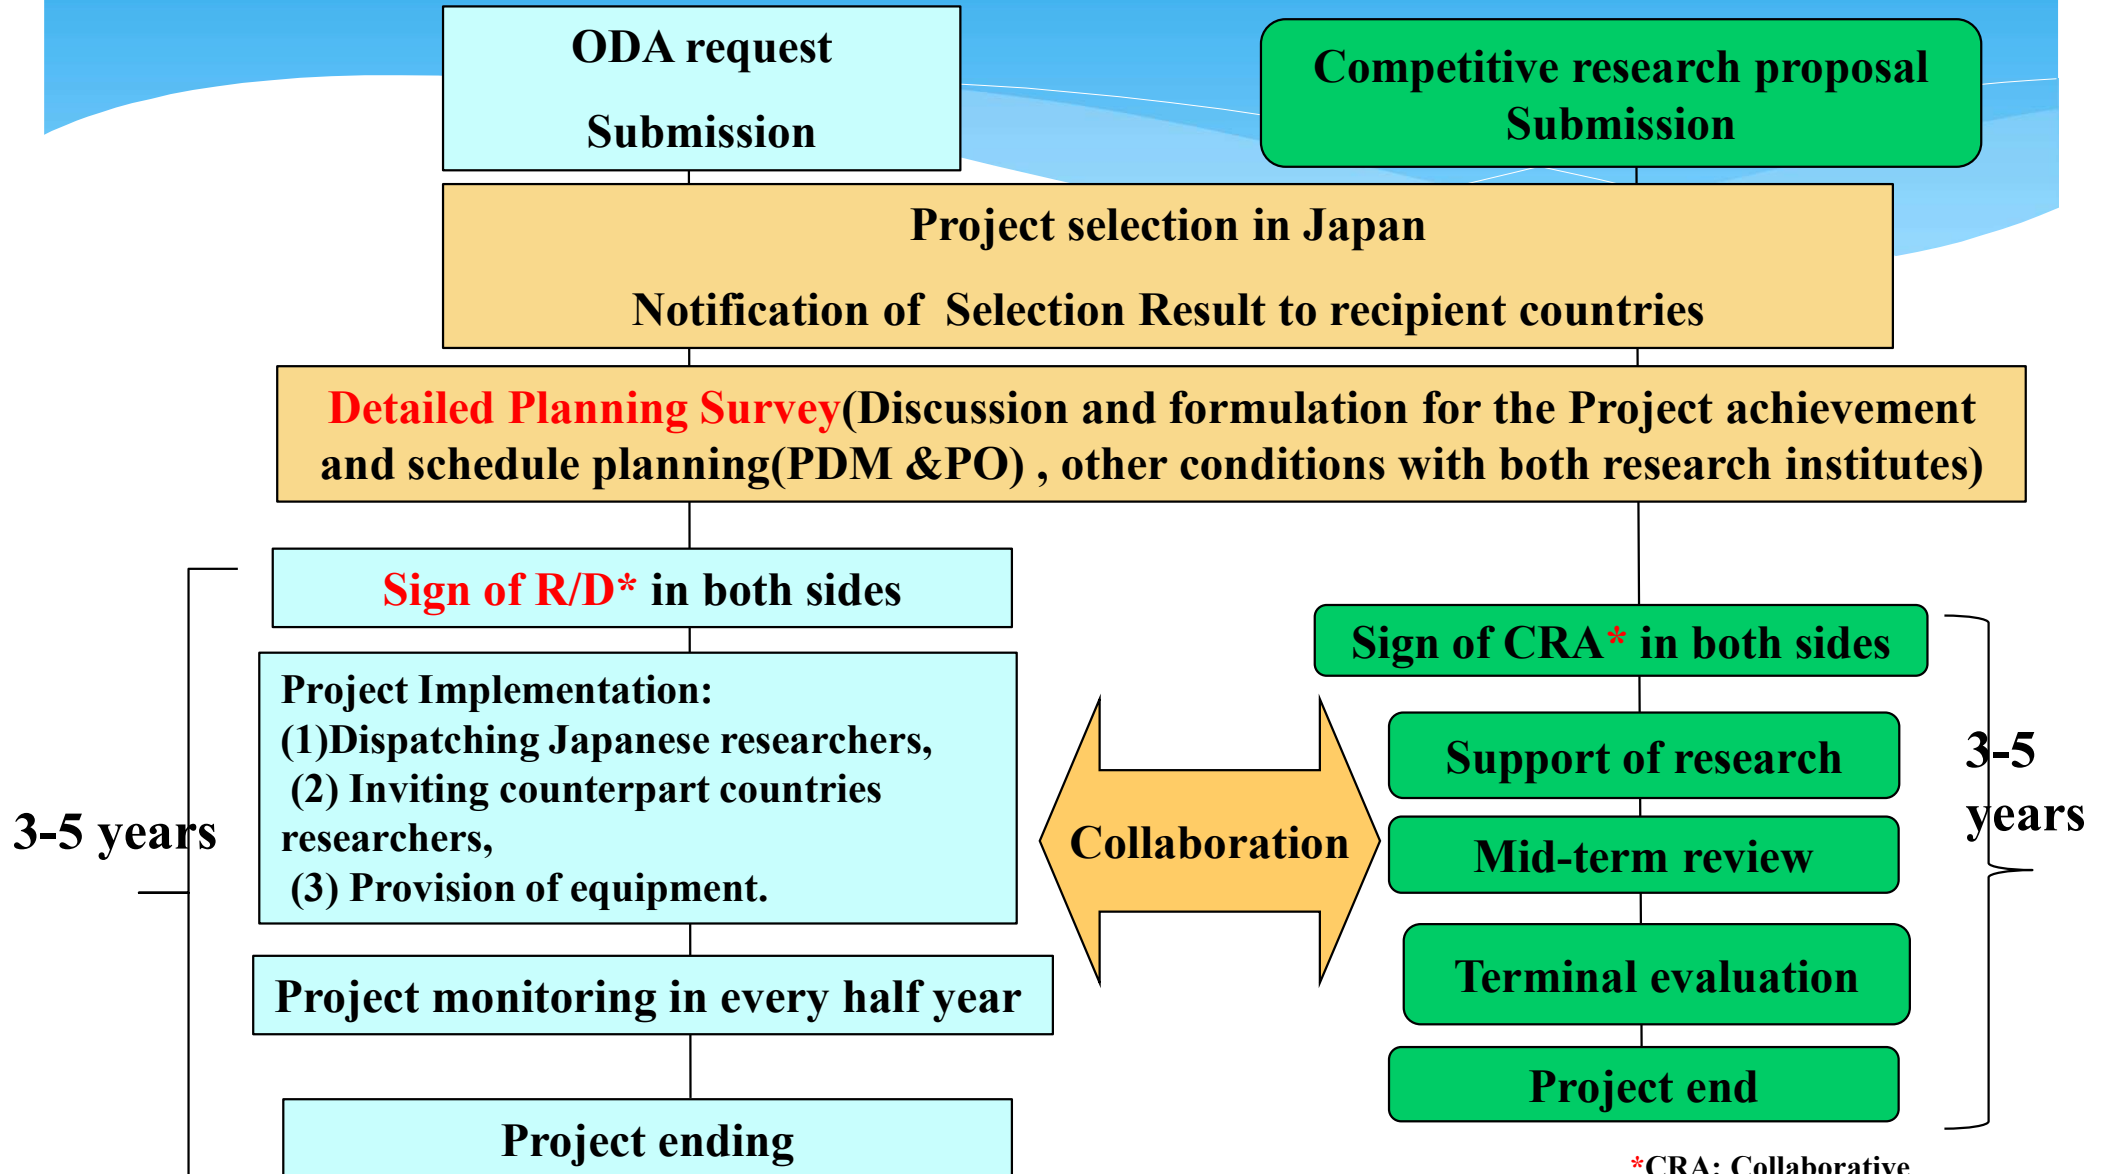 ODA request
Submission
Competitive research proposal
Submission
Project selection in Japan
Notification of  Selection Result to recipient countries
Detailed Planning Survey(Discussion and formulation for the Project achievement
and schedule planning(PDM &PO) , other conditions with both research institutes)
Sign of R/D* in both sides
Project Implementation:
(1)Dispatching Japanese researchers,
(2) Inviting counterpart countries
researchers,
(3) Provision of equipment.
Project monitoring in every half year
Project ending
3-5 years
Collaboration
Sign of CRA* in both sides
Support of research
Mid-term review
Terminal evaluation
Project end
3-5
years
*CRA: Collaborative